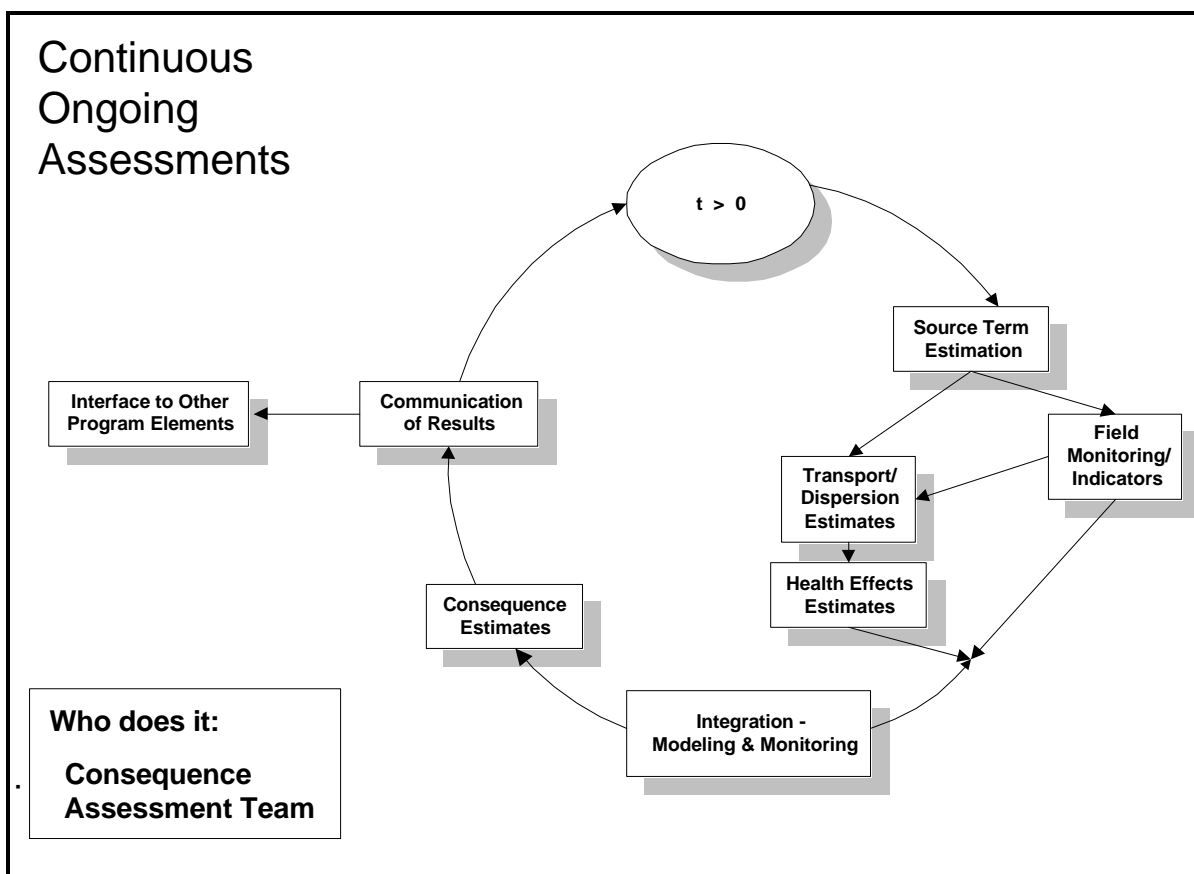 Continuous
Ongoing
Assessments
t > 0
Source Term
Estimation
Interface to Other
Program Elements
Communication
of Results
Field
Monitoring/
Indicators
Transport/
Dispersion
Estimates
Health Effects
Estimates
Consequence
Estimates
Integration -
Modeling & Monitoring
Who does it:
Consequence
Assessment Team
.